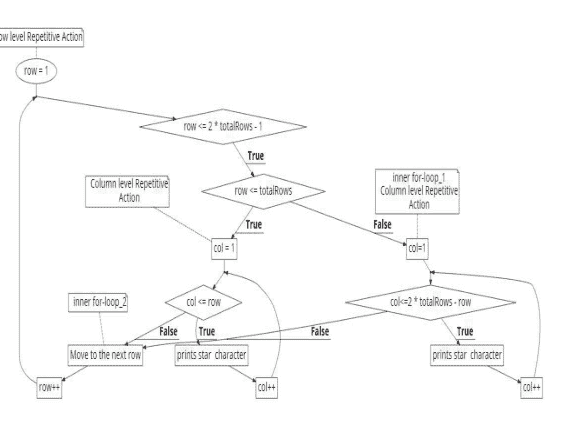 ow level Repetitive Action
row = 1
row <= 2 * totalRows - 1
True
row <= totalRows
Column level Repetitive
Action
inner for-loop_1
Column level Repetitive
Action
True
False
col = 1
col=1
col <= row
col<=2 * totalRows - row
inner for-loop_2
False
True
False
True
Move to the next row
prints star character
prints star character
row++
col++
col++